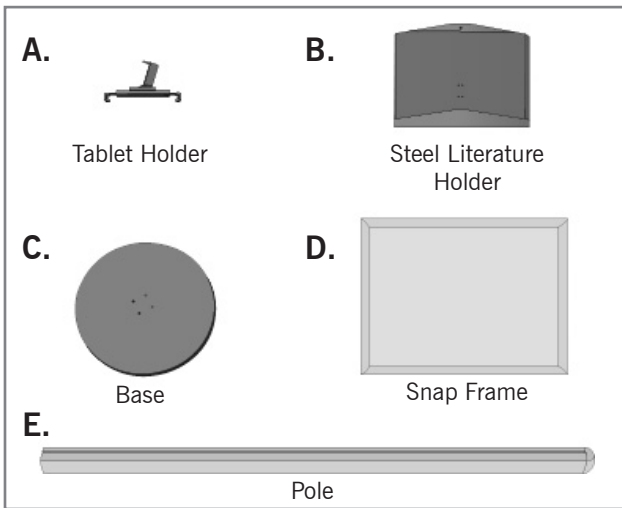 A.
Tablet Holder
B.
Steel Literature
Holder
C.
Base
D.
Snap Frame
E.
Pole